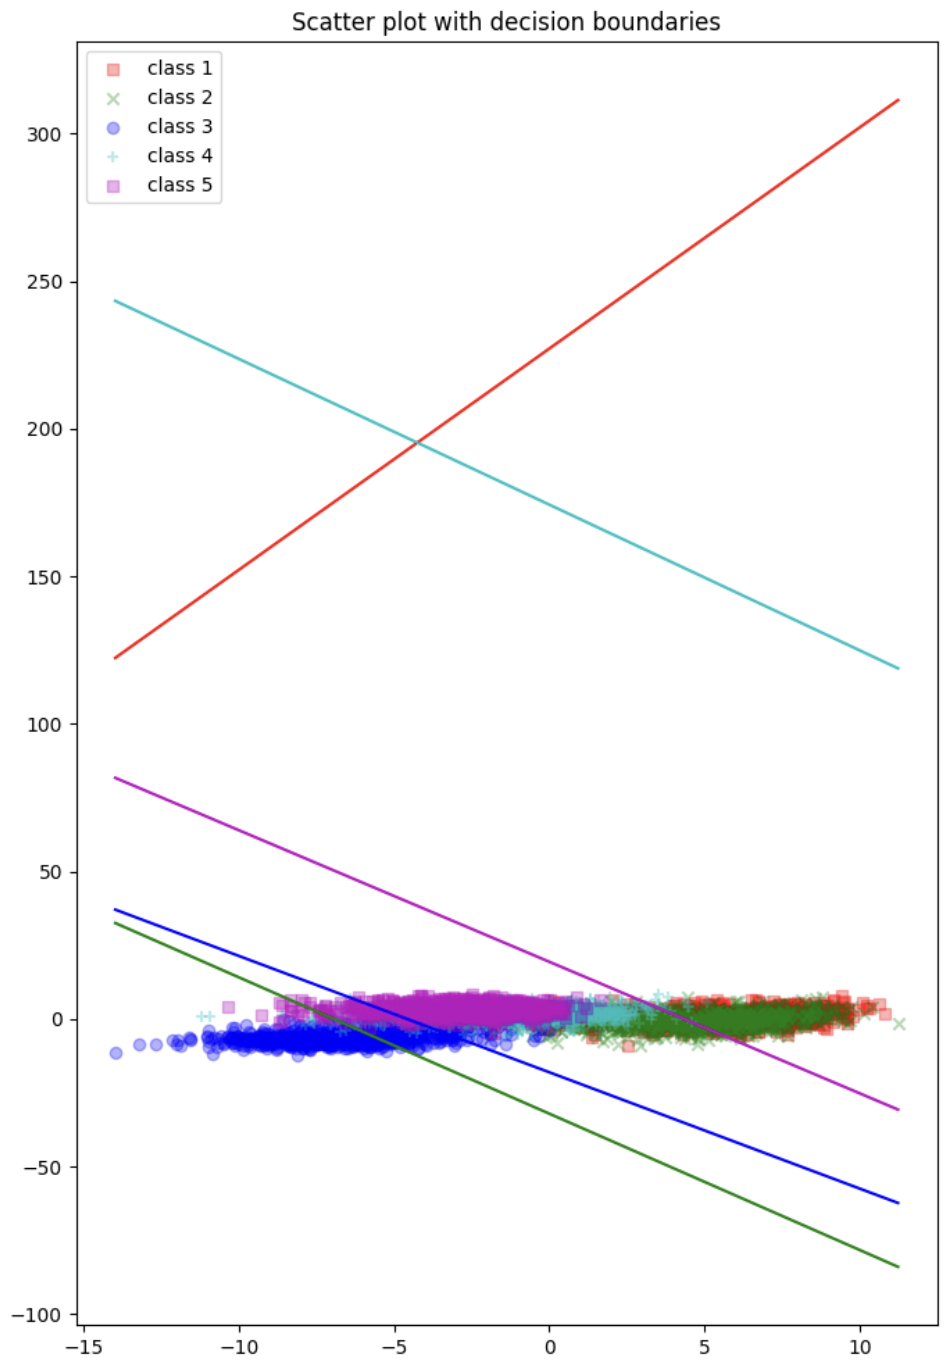 Scatter plot with decision boundaries
class 1
class 2
class 3
class 4
class 5
300
250
200
150
100
50
0
−50
−100
−15
−10
−5
0
5
10